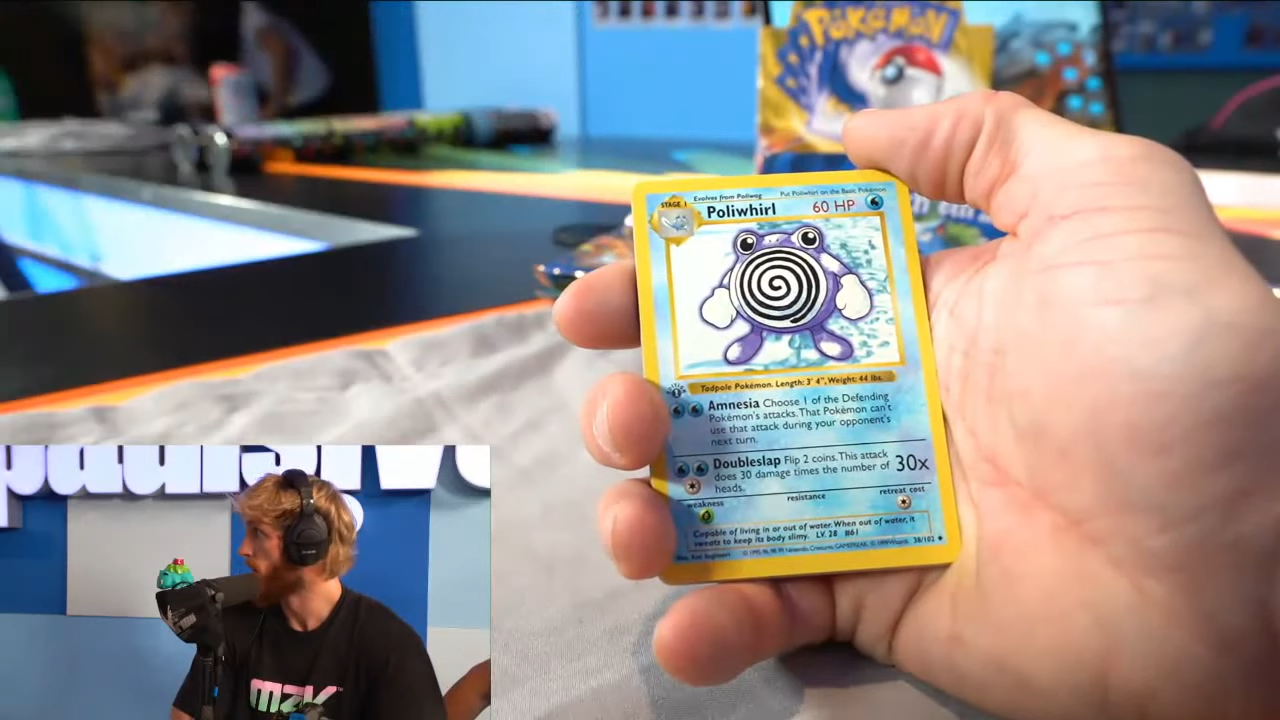 POKéMON
Evolves from Poliwag Put Poliwhirl on the Basic Pokémon
STAGE 1
Poliwhirl 60 HP
Tadpole Pokémon. Length: 3' 4", Weight: 44 lbs.
Amnesia Choose 1 of the Defending
Pokémon's attacks. That Pokémon can't
use that attack during your opponent's
next turn.
Doubleslap Flip 2 coins. This attack
does 30 damage times the number of
heads.
30x
weakness resistance retreat cost
Capable of living in or out of water. When out of water, it
sweats to keep its body slimy. LV. 28 #61
38/102
MZK™